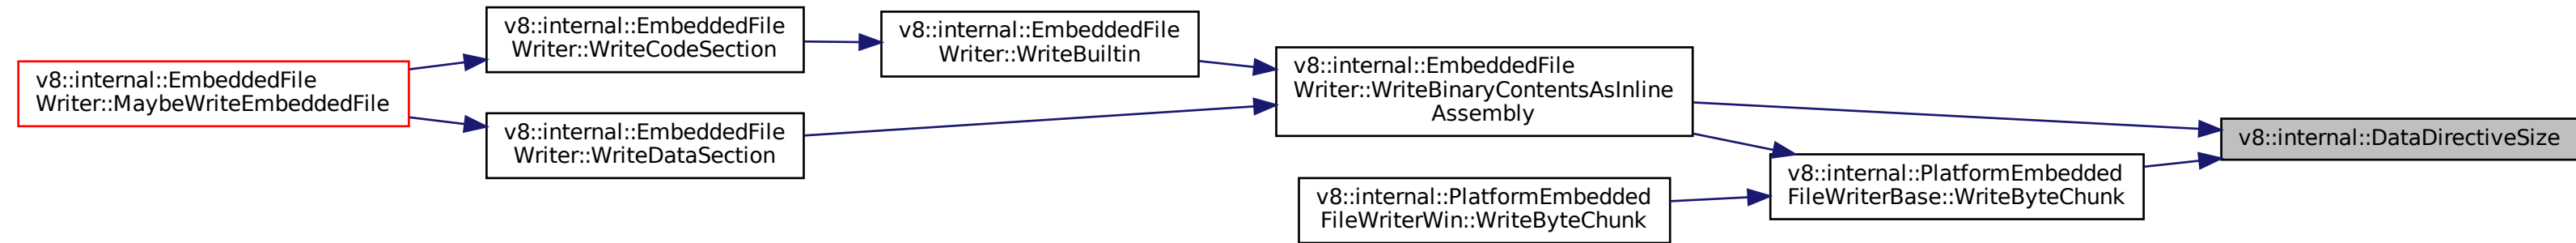 v8::internal::EmbeddedFile
Writer::MaybeWriteEmbeddedFile
v8::internal::EmbeddedFile
Writer::WriteCodeSection
v8::internal::EmbeddedFile
Writer::WriteDataSection
v8::internal::EmbeddedFile
Writer::WriteBuiltin
v8::internal::EmbeddedFile
Writer::WriteBinaryContentsAsInline
Assembly
v8::internal::PlatformEmbedded
FileWriterWin::WriteByteChunk
v8::internal::PlatformEmbedded
FileWriterBase::WriteByteChunk
v8::internal::DataDirectiveSize